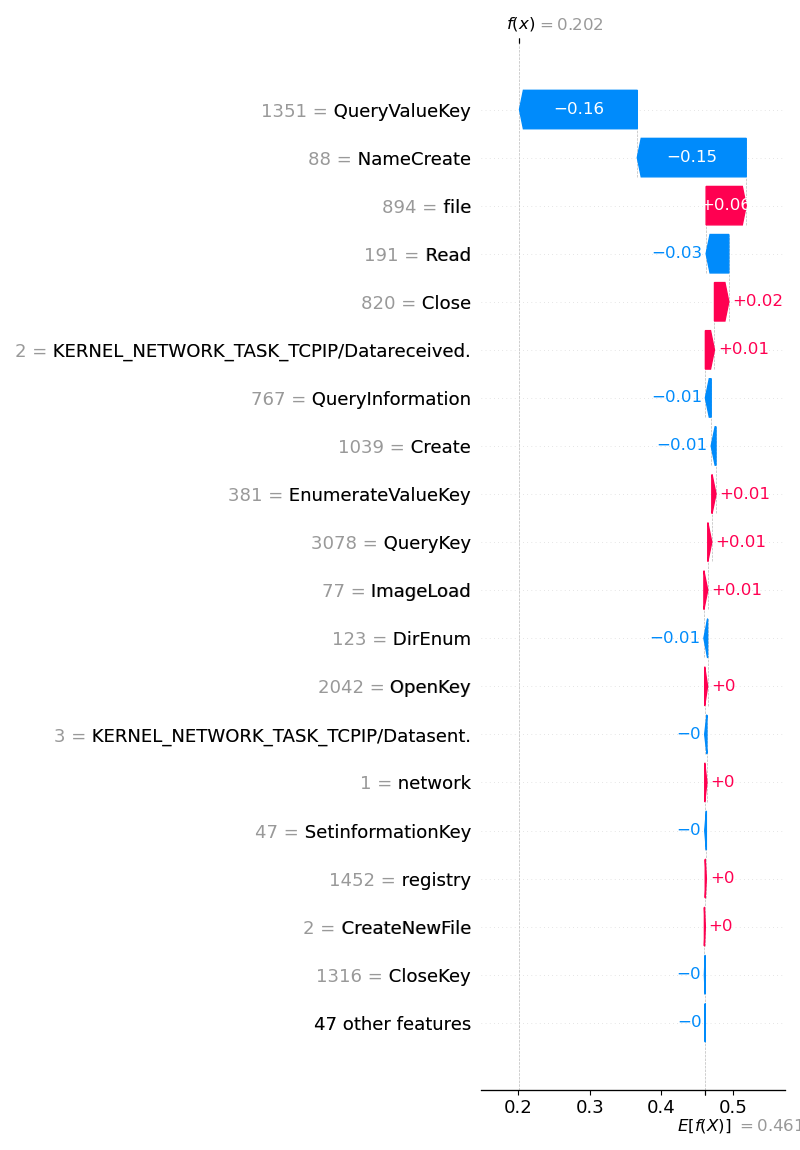 f(x) = 0.202
1351 = QueryValueKey −0.16
88 = NameCreate −0.15
894 = file +0.06
191 = Read −0.03
820 = Close +0.02
2 = KERNEL_NETWORK_TASK_TCPIP/Datareceived. +0.01
767 = QueryInformation −0.01
1039 = Create −0.01
381 = EnumerateValueKey +0.01
3078 = QueryKey +0.01
77 = ImageLoad +0.01
123 = DirEnum −0.01
2042 = OpenKey +0
3 = KERNEL_NETWORK_TASK_TCPIP/Datasent. −0
1 = network +0
47 = SetinformationKey −0
1452 = registry +0
2 = CreateNewFile +0
1316 = CloseKey −0
47 other features −0
0.2 0.3 0.4 0.5
E[f(X)] = 0.461